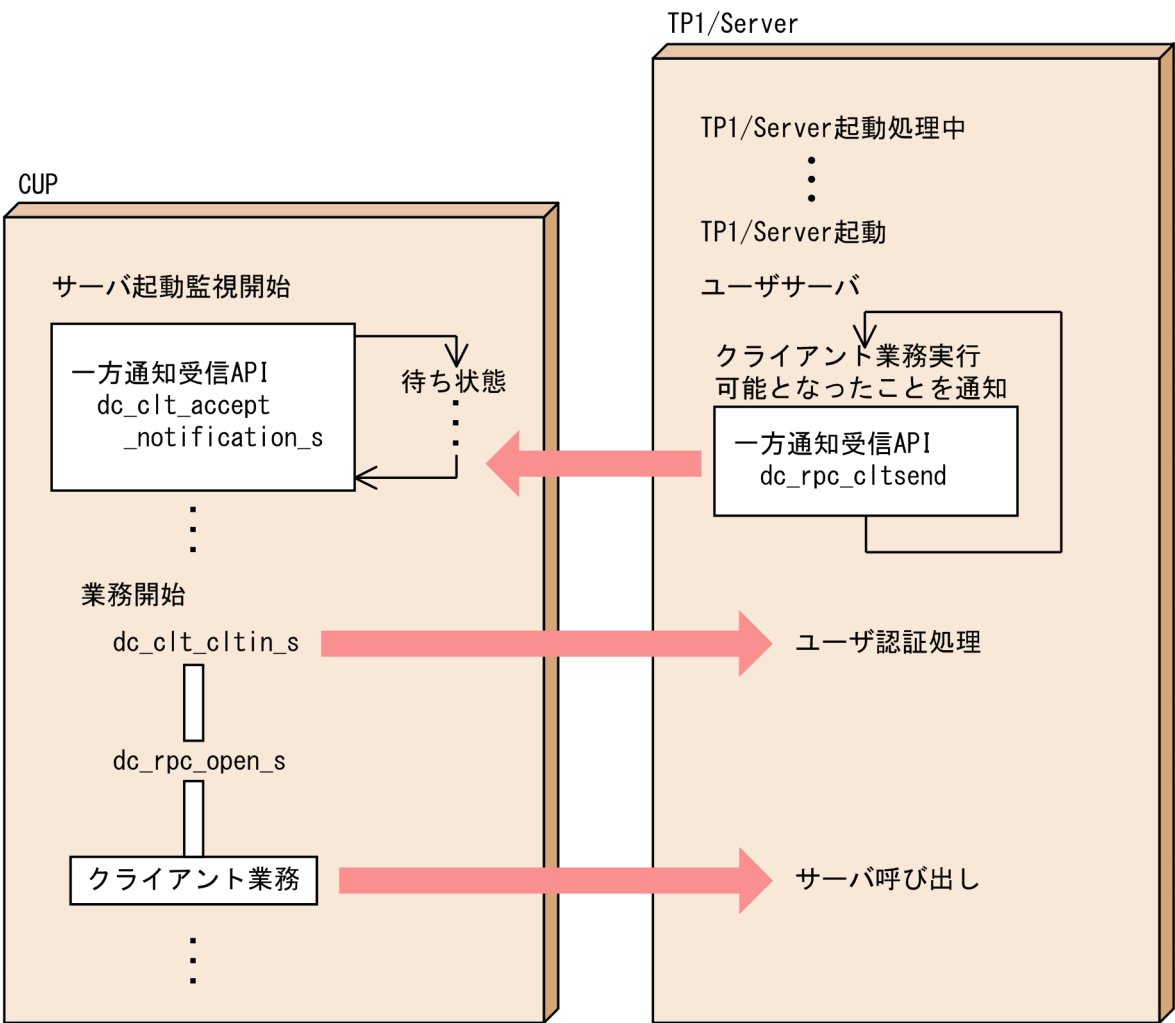 TP1/Server
TP1/Server起動処理中
TP1/Server起動
ユーザサーバ
クライアント業務実行
可能となったことを通知
一方通知受信API
dc_rpc_cltsend
ユーザ認証処理
サーバ呼び出し
CUP
サーバ起動監視開始
一方通知受信API
dc_clt_accept
_notification_s
待ち状態
業務開始
dc_clt_cltin_s
dc_rpc_open_s
クライアント業務